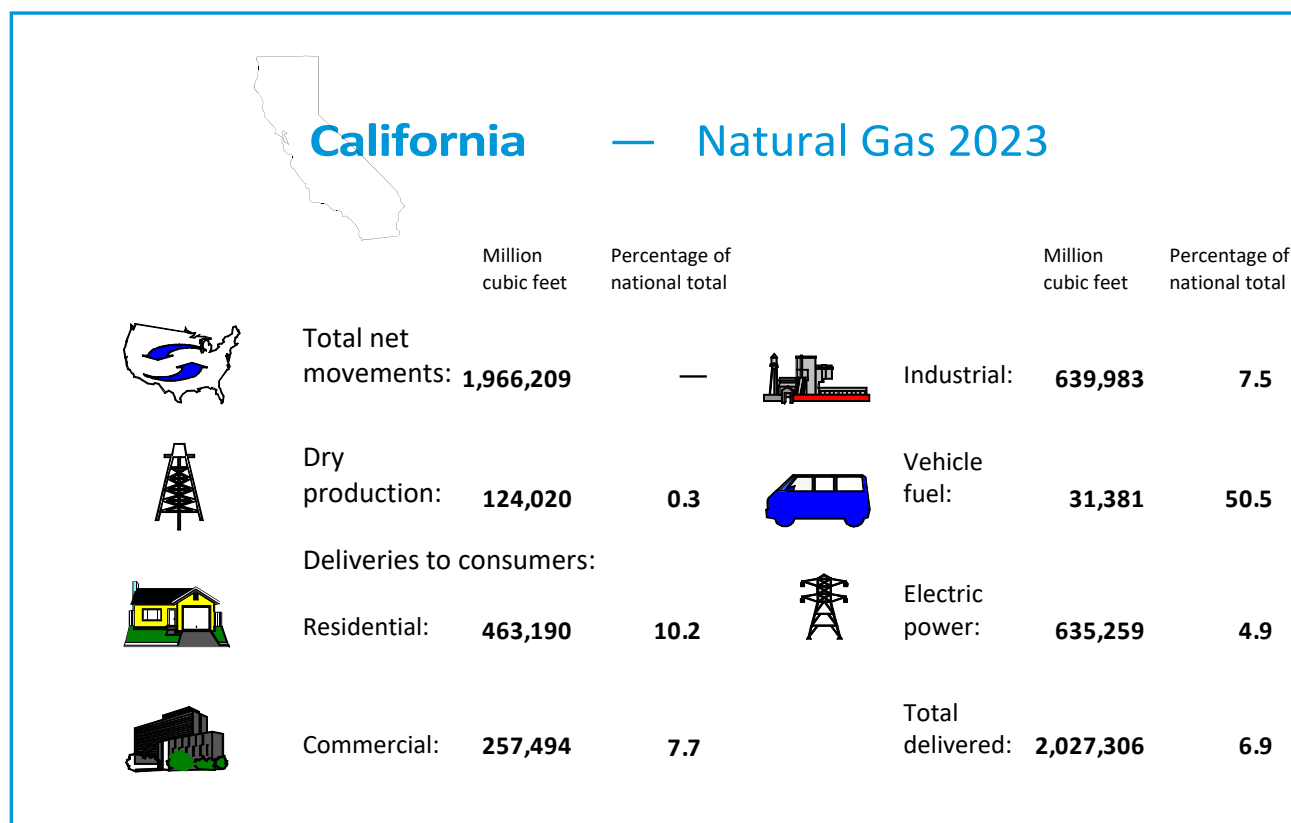 California — Natural Gas 2023
Million Percentage of Million Percentage of
cubic feet national total cubic feet national total
Total net
movements: 1,966,209 — Industrial: 639,983 7.5
Dry Vehicle
production: 124,020 0.3 fuel: 31,381 50.5
Deliveries to consumers:
Electric
Residential: 463,190 10.2 power: 635,259 4.9
Total
Commercial: 257,494 7.7 delivered: 2,027,306 6.9